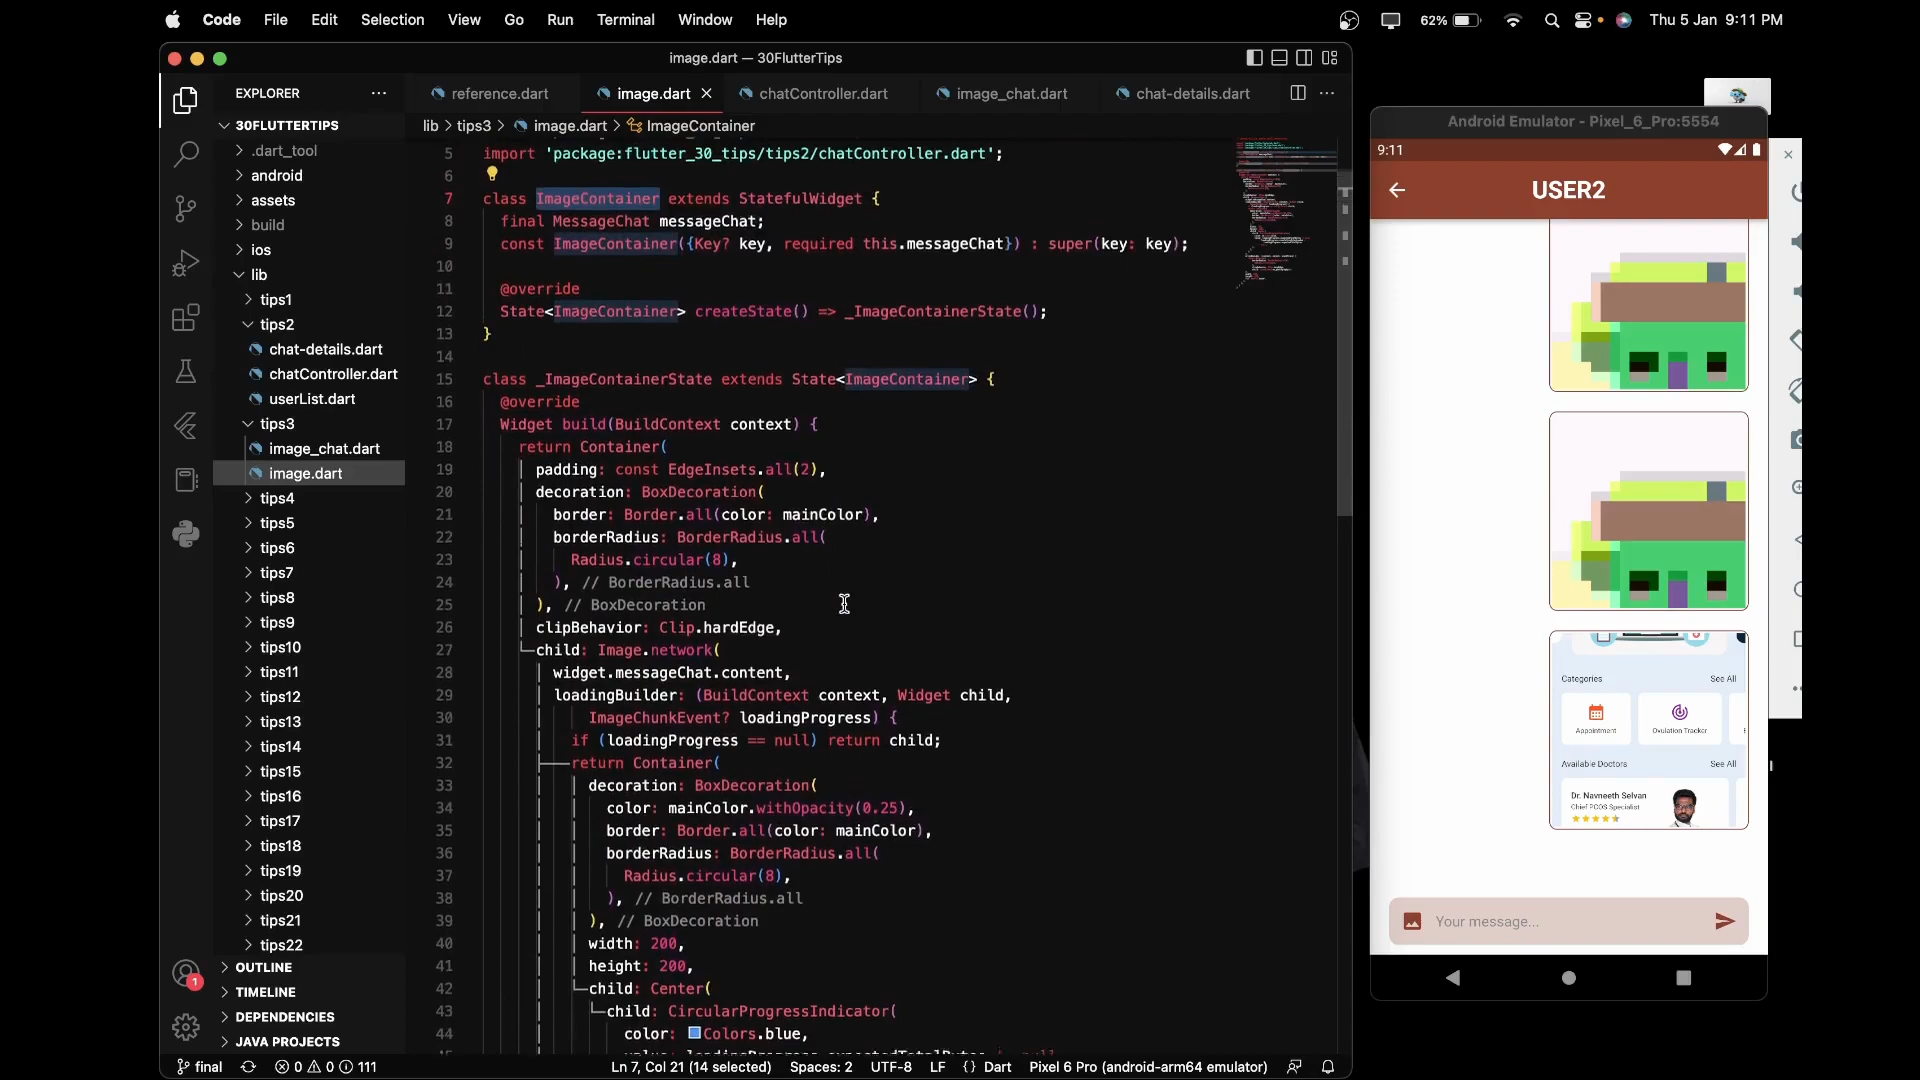 Code File Edit Selection View Go Run Terminal Window Help 62% Thu 5 Jan 9:11 PM
image.dart — 30FlutterTips
EXPLORER
30FLUTTERTIPS
.dart_tool
android
assets
build
ios
lib
tips1
tips2
chat-details.dart
chatController.dart
userList.dart
tips3
image_chat.dart
image.dart
tips4
tips5
tips6
tips7
tips8
tips9
tips10
tips11
tips12
tips13
tips14
tips15
tips16
tips17
tips18
tips19
tips20
tips21
tips22
OUTLINE
TIMELINE
DEPENDENCIES
JAVA PROJECTS
1
reference.dart image.dart chatController.dart image_chat.dart chat-details.dart
lib > tips3 > image.dart > ImageContainer
5 import 'package:flutter_30_tips/tips2/chatController.dart';
6
7 class ImageContainer extends StatefulWidget {
8 final MessageChat messageChat;
9 const ImageContainer({Key? key, required this.messageChat}) : super(key: key);
10
11 @override
12 State<ImageContainer> createState() => _ImageContainerState();
13 }
14
15 class _ImageContainerState extends State<ImageContainer> {
16 @override
17 Widget build(BuildContext context) {
18 return Container(
19 padding: const EdgeInsets.all(2),
20 decoration: BoxDecoration(
21 border: Border.all(color: mainColor),
22 borderRadius: BorderRadius.all(
23 Radius.circular(8),
24 ), // BorderRadius.all
25 ), // BoxDecoration
26 clipBehavior: Clip.hardEdge,
27 child: Image.network(
28 widget.messageChat.content,
29 loadingBuilder: (BuildContext context, Widget child,
30 ImageChunkEvent? loadingProgress) {
31 if (loadingProgress == null) return child;
32 return Container(
33 decoration: BoxDecoration(
34 color: mainColor.withOpacity(0.25),
35 border: Border.all(color: mainColor),
36 borderRadius: BorderRadius.all(
37 Radius.circular(8),
38 ), // BorderRadius.all
39 ), // BoxDecoration
40 width: 200,
41 height: 200,
42 child: Center(
43 child: CircularProgressIndicator(
44 color: Colors.blue,
final 0 0 111 Ln 7, Col 21 (14 selected) Spaces: 2 UTF-8 LF {} Dart Pixel 6 Pro (android-arm64 emulator)
Android Emulator - Pixel_6_Pro:5554
9:11
USER2
Categories See All
Appointment Ovulation Tracker
Available Doctors See All
Dr. Navneeth Selvan
Chief PCOS Specialist
Your message...